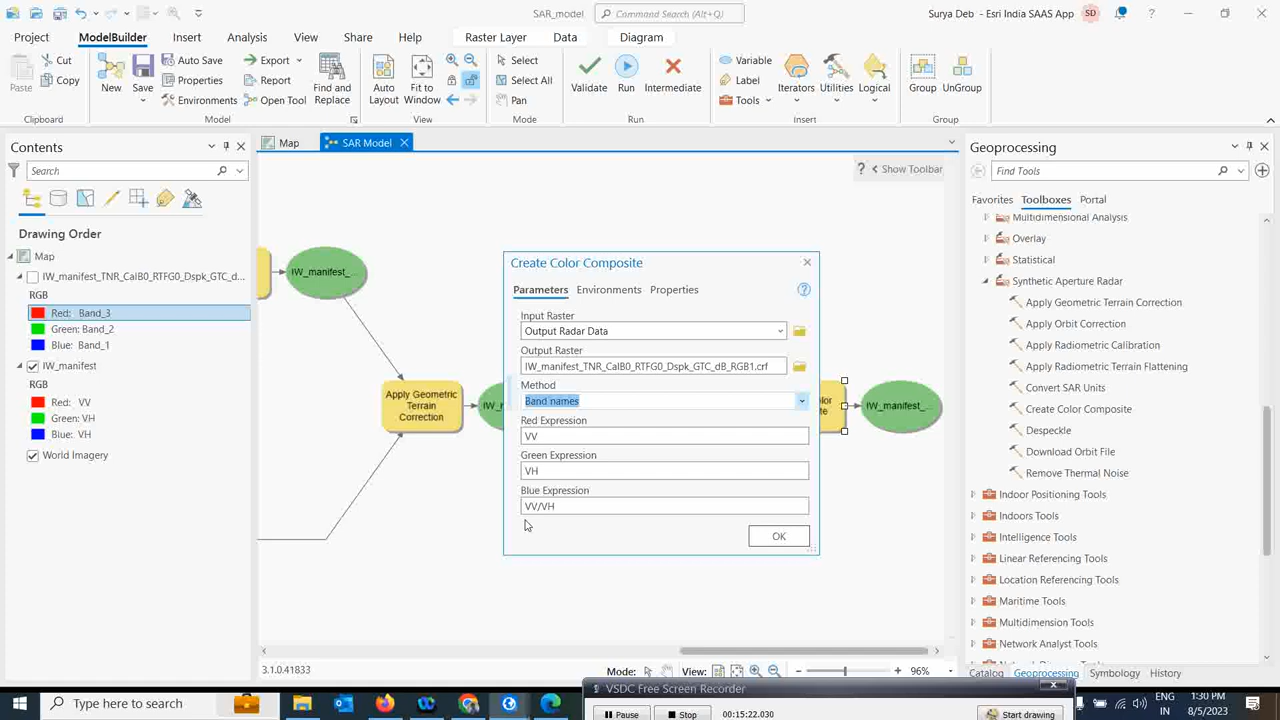 SAR_model
Command Search (Alt+Q)
Surya Deb - Esri India SAAS App
SD
?
Project
ModelBuilder
Insert
Analysis
View
Share
Help
Raster Layer
Data
Diagram
Paste
Cut
Copy
Clipboard
New
Save
Auto Save
Properties
Environments
Export
Report
Open Tool
Find and
Replace
Model
Auto
Layout
Fit to
Window
View
Select
Select All
Pan
Mode
Validate
Run
Intermediate
Run
Variable
Label
Tools
Iterators
Utilities
Logical
Insert
Group
UnGroup
Group
Contents
Search
Drawing Order
Map
IW_manifest_TNR_CalB0_RTFG0_Dspk_GTC_d...
RGB
Red: Band_3
Green: Band_2
Blue: Band_1
IW_manifest
RGB
Red: VV
Green: VH
Blue: VH
World Imagery
Map
SAR Model
? Show Toolbar
IW_manifest_...
Apply Geometric
Terrain
Correction
IW_manifest_...
Create Color Composite
Parameters
Environments
Properties
?
Input Raster
Output Radar Data
Output Raster
IW_manifest_TNR_CalB0_RTFG0_Dspk_GTC_dB_RGB1.crf
Method
Band names
Red Expression
VV
Green Expression
VH
Blue Expression
VV/VH
OK
3.1.0.41833
Mode:
View:
96%
Geoprocessing
Find Tools
Favorites
Toolboxes
Portal
Multidimensional Analysis
Overlay
Statistical
Synthetic Aperture Radar
Apply Geometric Terrain Correction
Apply Orbit Correction
Apply Radiometric Calibration
Apply Radiometric Terrain Flattening
Convert SAR Units
Create Color Composite
Despeckle
Download Orbit File
Remove Thermal Noise
Indoor Positioning Tools
Indoors Tools
Intelligence Tools
Linear Referencing Tools
Location Referencing Tools
Maritime Tools
Multidimension Tools
Network Analyst Tools
Catalog
Geoprocessing
Symbology
History
VSDC Free Screen Recorder
Pause
Stop
00:15:22.030
Start drawing
Type here to search
ENG
IN
1:30 PM
8/5/2023